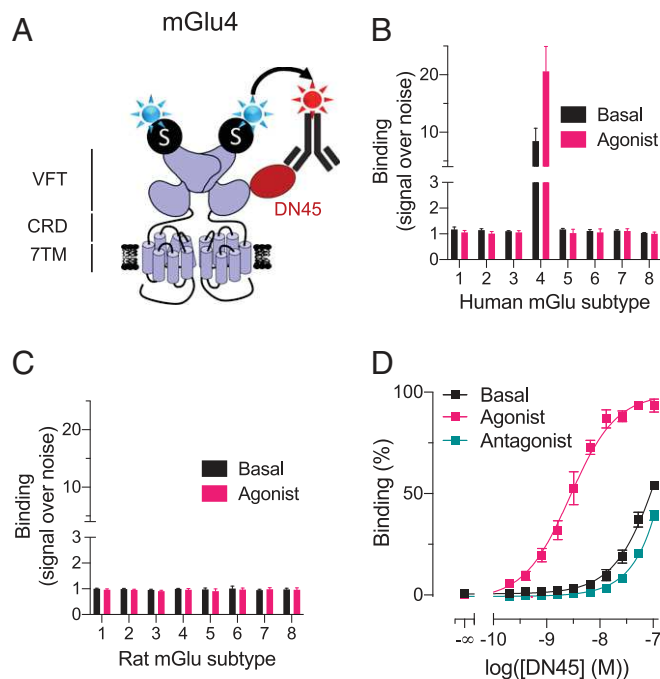 A
mGlu4
S
S
VFT
DN45
CRD
7TM
B
Binding
(signal over noise)
20
10
4
3
2
1
0
Basal
Agonist
1 2 3 4 5 6 7 8
Human mGlu subtype
C
Binding
(signal over noise)
20
10
4
3
2
1
0
Basal
Agonist
1 2 3 4 5 6 7 8
Rat mGlu subtype
D
Binding (%)
100
50
0
Basal
Agonist
Antagonist
-∞ -10 -9 -8 -7
log([DN45] (M))